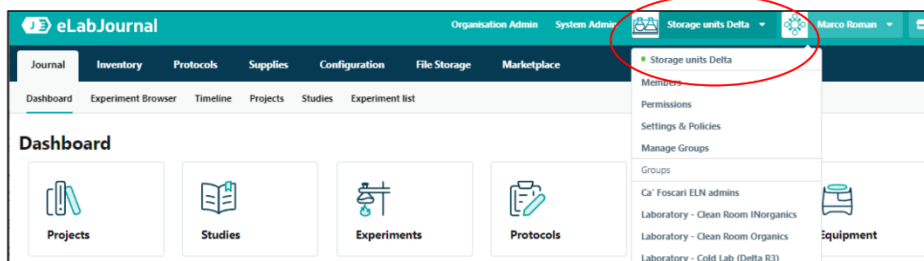 eLabJournal
Organisation Admin System Admin Storage units Delta Marco Roman
Journal Inventory Protocols Supplies Configuration File Storage Marketplace
Storage units Delta
Dashboard Experiment Browser Timeline Projects Studies Experiment list
Members
Permissions
Settings & Policies
Manage Groups
Groups
Ca' Foscari ELN admins
Laboratory - Clean Room INorganics
Laboratory - Clean Room Organics
Laboratory - Cold Lab (Delta R3)
Dashboard
Projects
Studies
Experiments
Protocols
Equipment